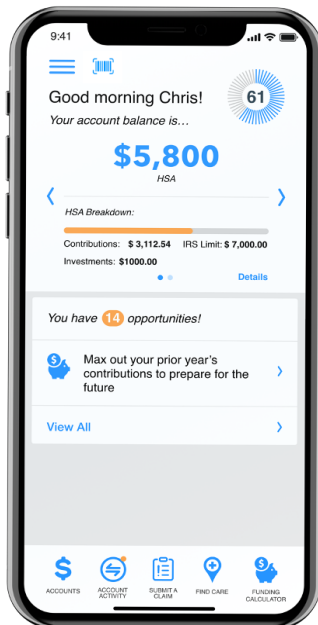 9:41
Good morning Chris!
61
Your account balance is...
$5,800
HSA
HSA Breakdown:
Contributions: $ 3,112.54 IRS Limit: $ 7,000.00
Investments: $1000.00
Details
You have 14 opportunities!
Max out your prior year's
contributions to prepare for the
future
View All
ACCOUNTS
ACCOUNT
ACTIVITY
SUBMIT A
CLAIM
FIND CARE
FUNDING
CALCULATOR